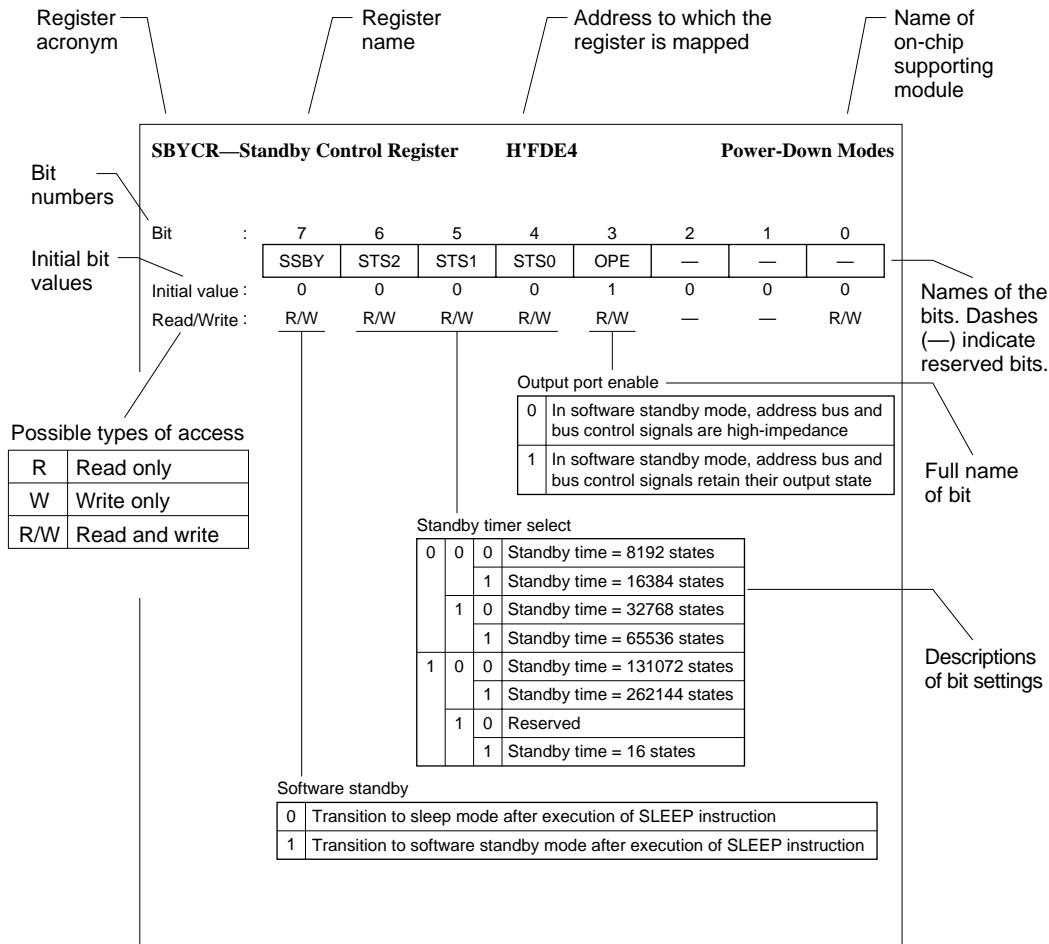 Register
acronym
Register
name
Address to which the
register is mapped
Name of
on-chip
supporting
module
SBYCR—Standby Control Register H'FDE4 Power-Down Modes
Bit
numbers
Bit : 7 6 5 4 3 2 1 0
SSBY STS2 STS1 STS0 OPE — — —
Initial bit
values
Initial value : 0 0 0 0 1 0 0 0
Read/Write : R/W R/W R/W R/W R/W — — R/W
Names of the
bits. Dashes
(—) indicate
reserved bits.
Output port enable
0 In software standby mode, address bus and
bus control signals are high-impedance
1 In software standby mode, address bus and
bus control signals retain their output state
Full name
of bit
Possible types of access
R Read only
W Write only
R/W Read and write
Standby timer select
0 0 0 Standby time = 8192 states
1 Standby time = 16384 states
1 0 Standby time = 32768 states
1 Standby time = 65536 states
1 0 0 Standby time = 131072 states
1 Standby time = 262144 states
1 0 Reserved
1 Standby time = 16 states
Descriptions
of bit settings
Software standby
0 Transition to sleep mode after execution of SLEEP instruction
1 Transition to software standby mode after execution of SLEEP instruction